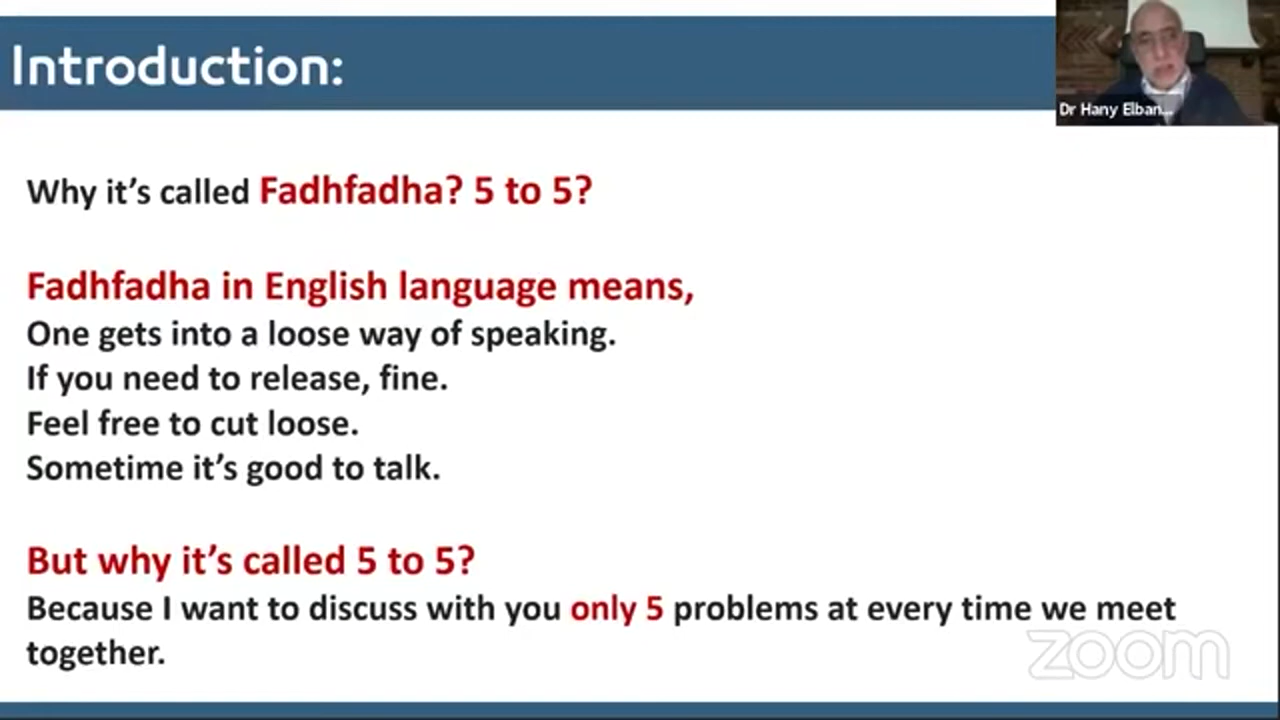 Introduction:
Dr Hany Elban...
Why it's called Fadhfadha? 5 to 5?
Fadhfadha in English language means,
One gets into a loose way of speaking.
If you need to release, fine.
Feel free to cut loose.
Sometime it's good to talk.
But why it's called 5 to 5?
Because I want to discuss with you only 5 problems at every time we meet
together.
zoom